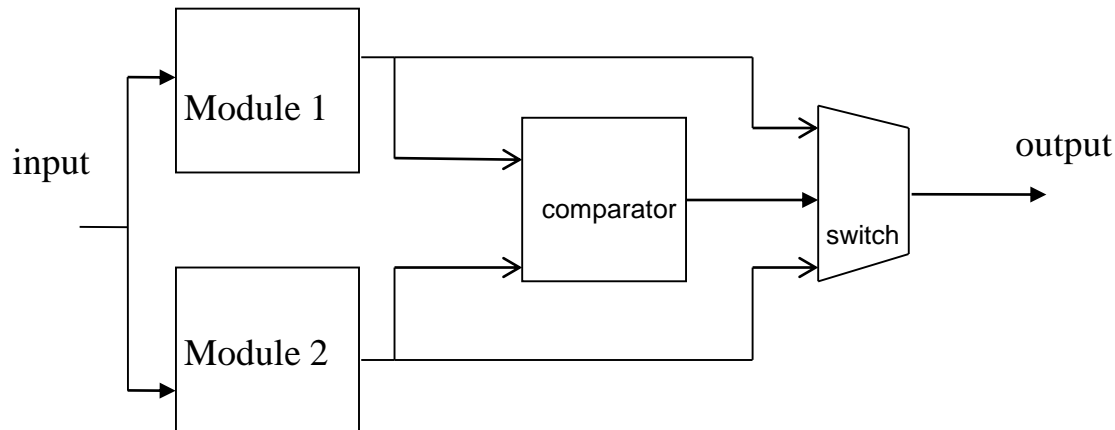 Module 1
input
output
comparator
switch
Module 2